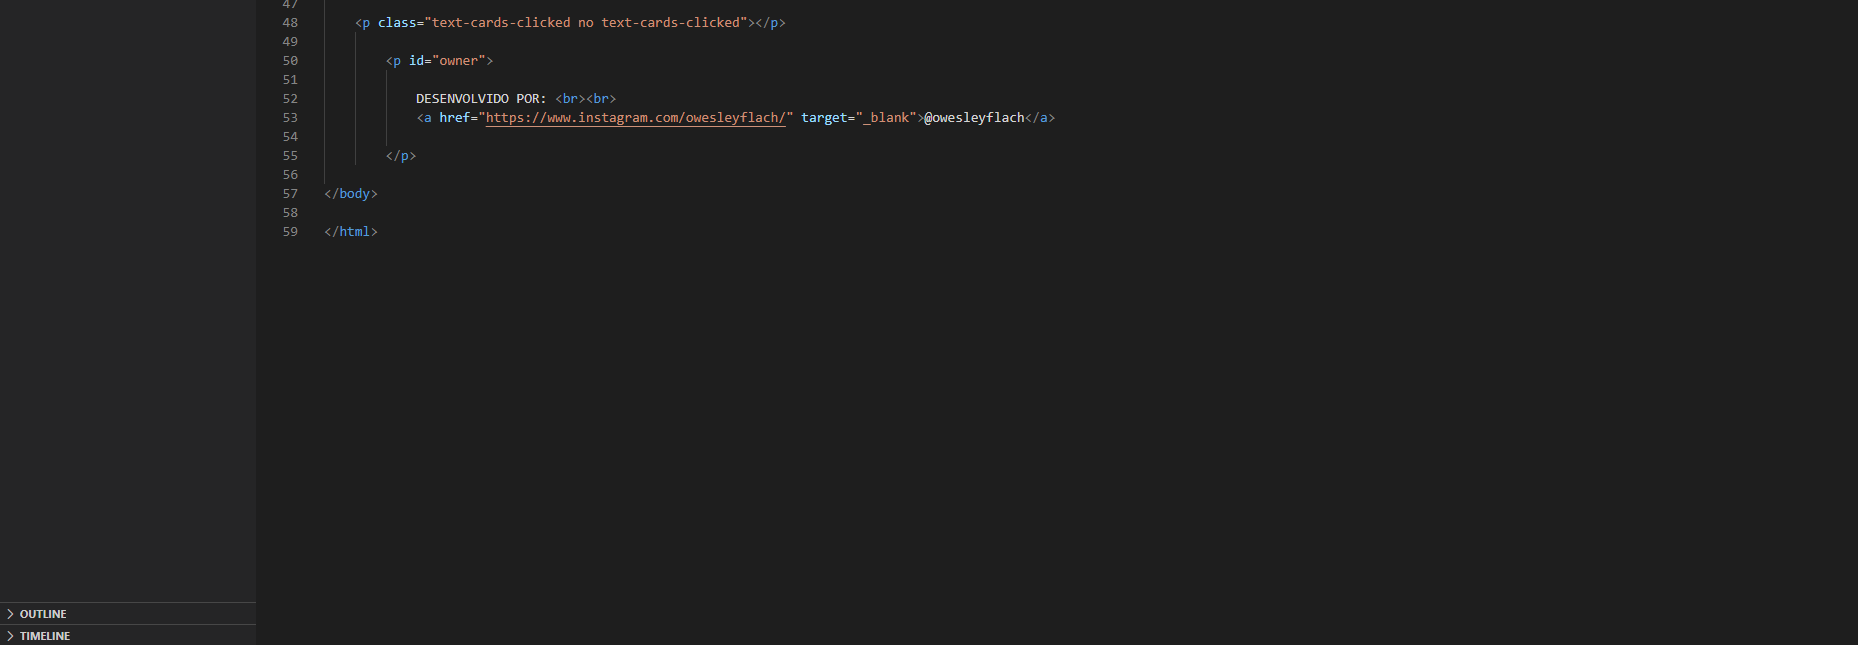 47
48 <p class="text-cards-clicked no text-cards-clicked"></p>
49
50 <p id="owner">
51
52 DESENVOLVIDO POR: <br><br>
53 <a href="https://www.instagram.com/owesleyflach/" target="_blank">@owesleyflach</a>
54
55 </p>
56
57 </body>
58
59 </html>
OUTLINE
TIMELINE